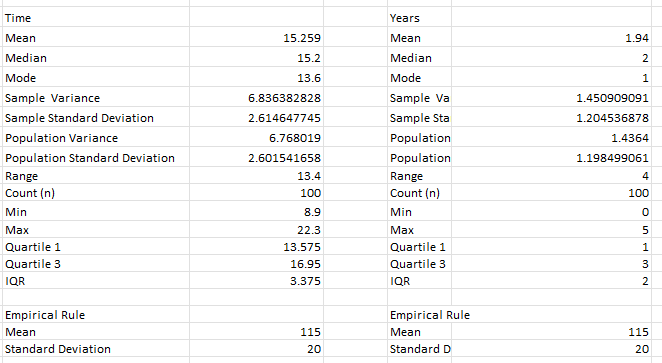 Time Years
Mean 15.259 Mean 1.94
Median 15.2 Median 2
Mode 13.6 Mode 1
Sample  Variance 6.836382828 Sample  Va 1.450909091
Sample Standard Deviation 2.614647745 Sample Sta 1.204536878
Population Variance 6.768019 Population 1.4364
Population Standard Deviation 2.601541658 Population 1.198499061
Range 13.4 Range 4
Count (n) 100 Count (n) 100
Min 8.9 Min 0
Max 22.3 Max 5
Quartile 1 13.575 Quartile 1 1
Quartile 3 16.95 Quartile 3 3
IQR 3.375 IQR 2
Empirical Rule Empirical Rule
Mean 115 Mean 115
Standard Deviation 20 Standard D 20